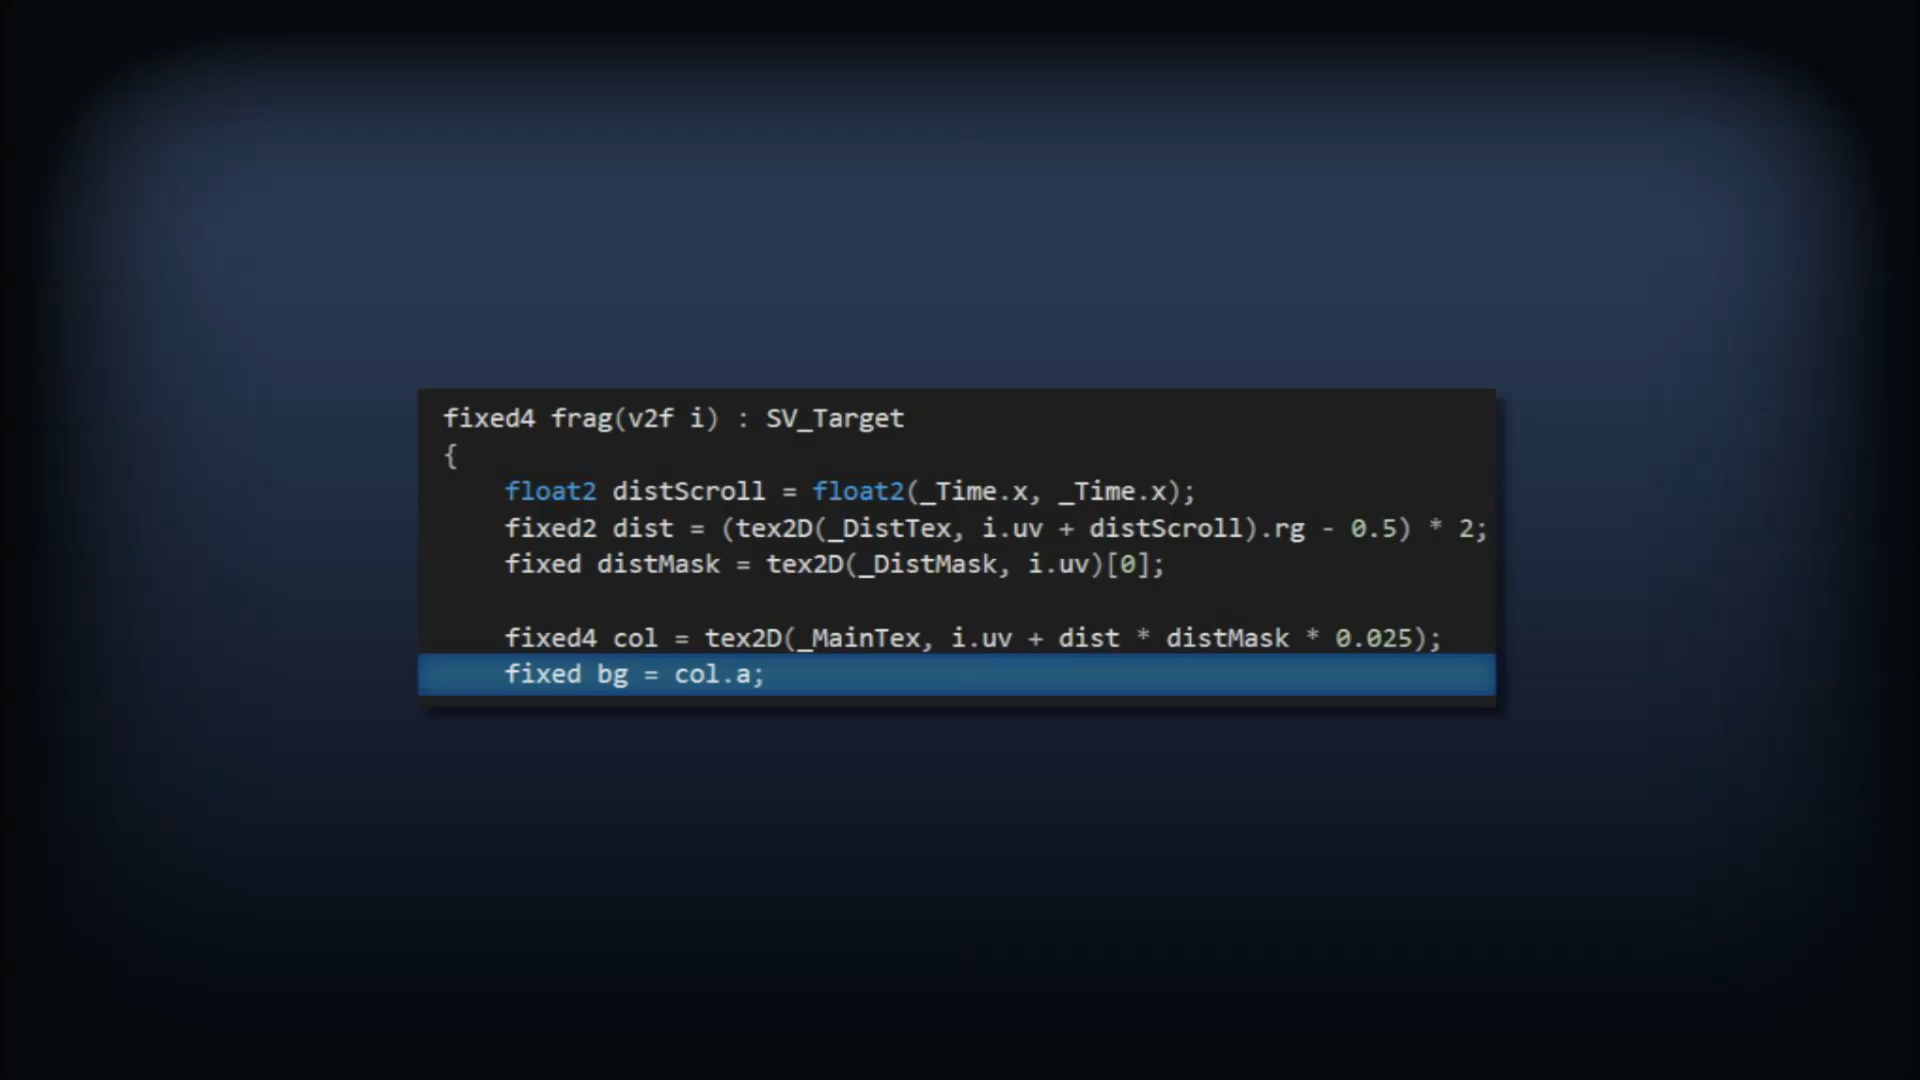 fixed4 frag(v2f i) : SV_Target
{
float2 distScroll = float2(_Time.x, _Time.x);
fixed2 dist = (tex2D(_DistTex, i.uv + distScroll).rg - 0.5) * 2;
fixed distMask = tex2D(_DistMask, i.uv)[0];
fixed4 col = tex2D(_MainTex, i.uv + dist * distMask * 0.025);
fixed bg = col.a;